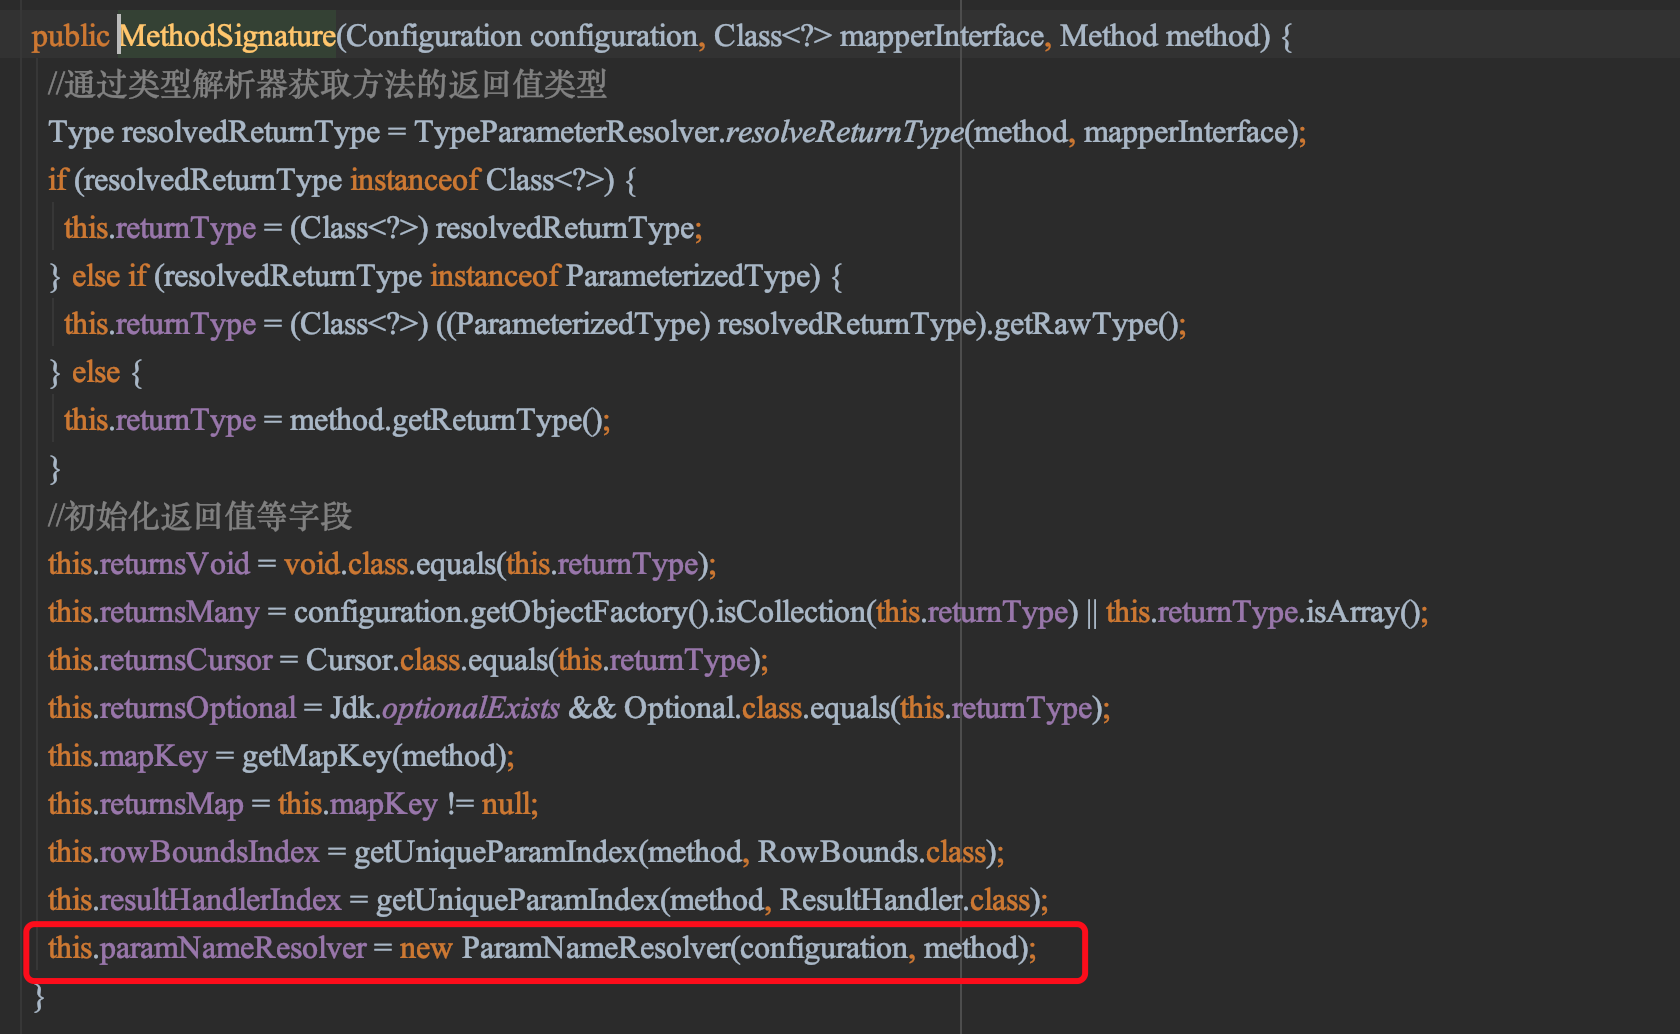 public MethodSignature(Configuration configuration, Class<?> mapperInterface, Method method) {
//通过类型解析器获取方法的返回值类型
Type resolvedReturnType = TypeParameterResolver.resolveReturnType(method, mapperInterface);
if (resolvedReturnType instanceof Class<?>) {
this.returnType = (Class<?>) resolvedReturnType;
} else if (resolvedReturnType instanceof ParameterizedType) {
this.returnType = (Class<?>) ((ParameterizedType) resolvedReturnType).getRawType();
} else {
this.returnType = method.getReturnType();
}
//初始化返回值等字段
this.returnsVoid = void.class.equals(this.returnType);
this.returnsMany = configuration.getObjectFactory().isCollection(this.returnType) || this.returnType.isArray();
this.returnsCursor = Cursor.class.equals(this.returnType);
this.returnsOptional = Jdk.optionalExists && Optional.class.equals(this.returnType);
this.mapKey = getMapKey(method);
this.returnsMap = this.mapKey != null;
this.rowBoundsIndex = getUniqueParamIndex(method, RowBounds.class);
this.resultHandlerIndex = getUniqueParamIndex(method, ResultHandler.class);
this.paramNameResolver = new ParamNameResolver(configuration, method);
}